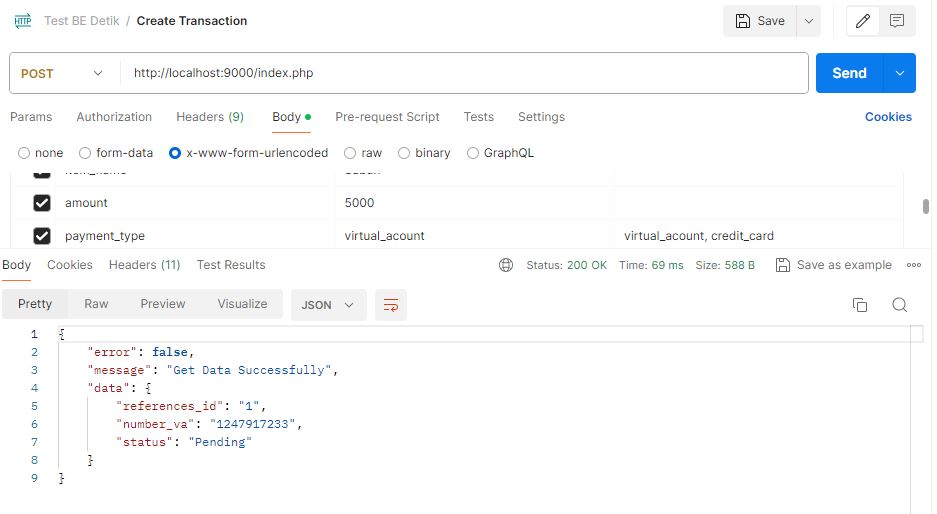 HTTP Test BE Detik / Create Transaction Save
POST http://localhost:9000/index.php Send
Params Authorization Headers (9) Body Pre-request Script Tests Settings Cookies
none form-data x-www-form-urlencoded raw binary GraphQL
amount 5000
payment_type virtual_acount virtual_acount, credit_card
Body Cookies Headers (11) Test Results Status: 200 OK Time: 69 ms Size: 588 B Save as example
Pretty Raw Preview Visualize JSON
1 {
2 "error": false,
3 "message": "Get Data Successfully",
4 "data": {
5 "references_id": "1",
6 "number_va": "1247917233",
7 "status": "Pending"
8 }
9 }